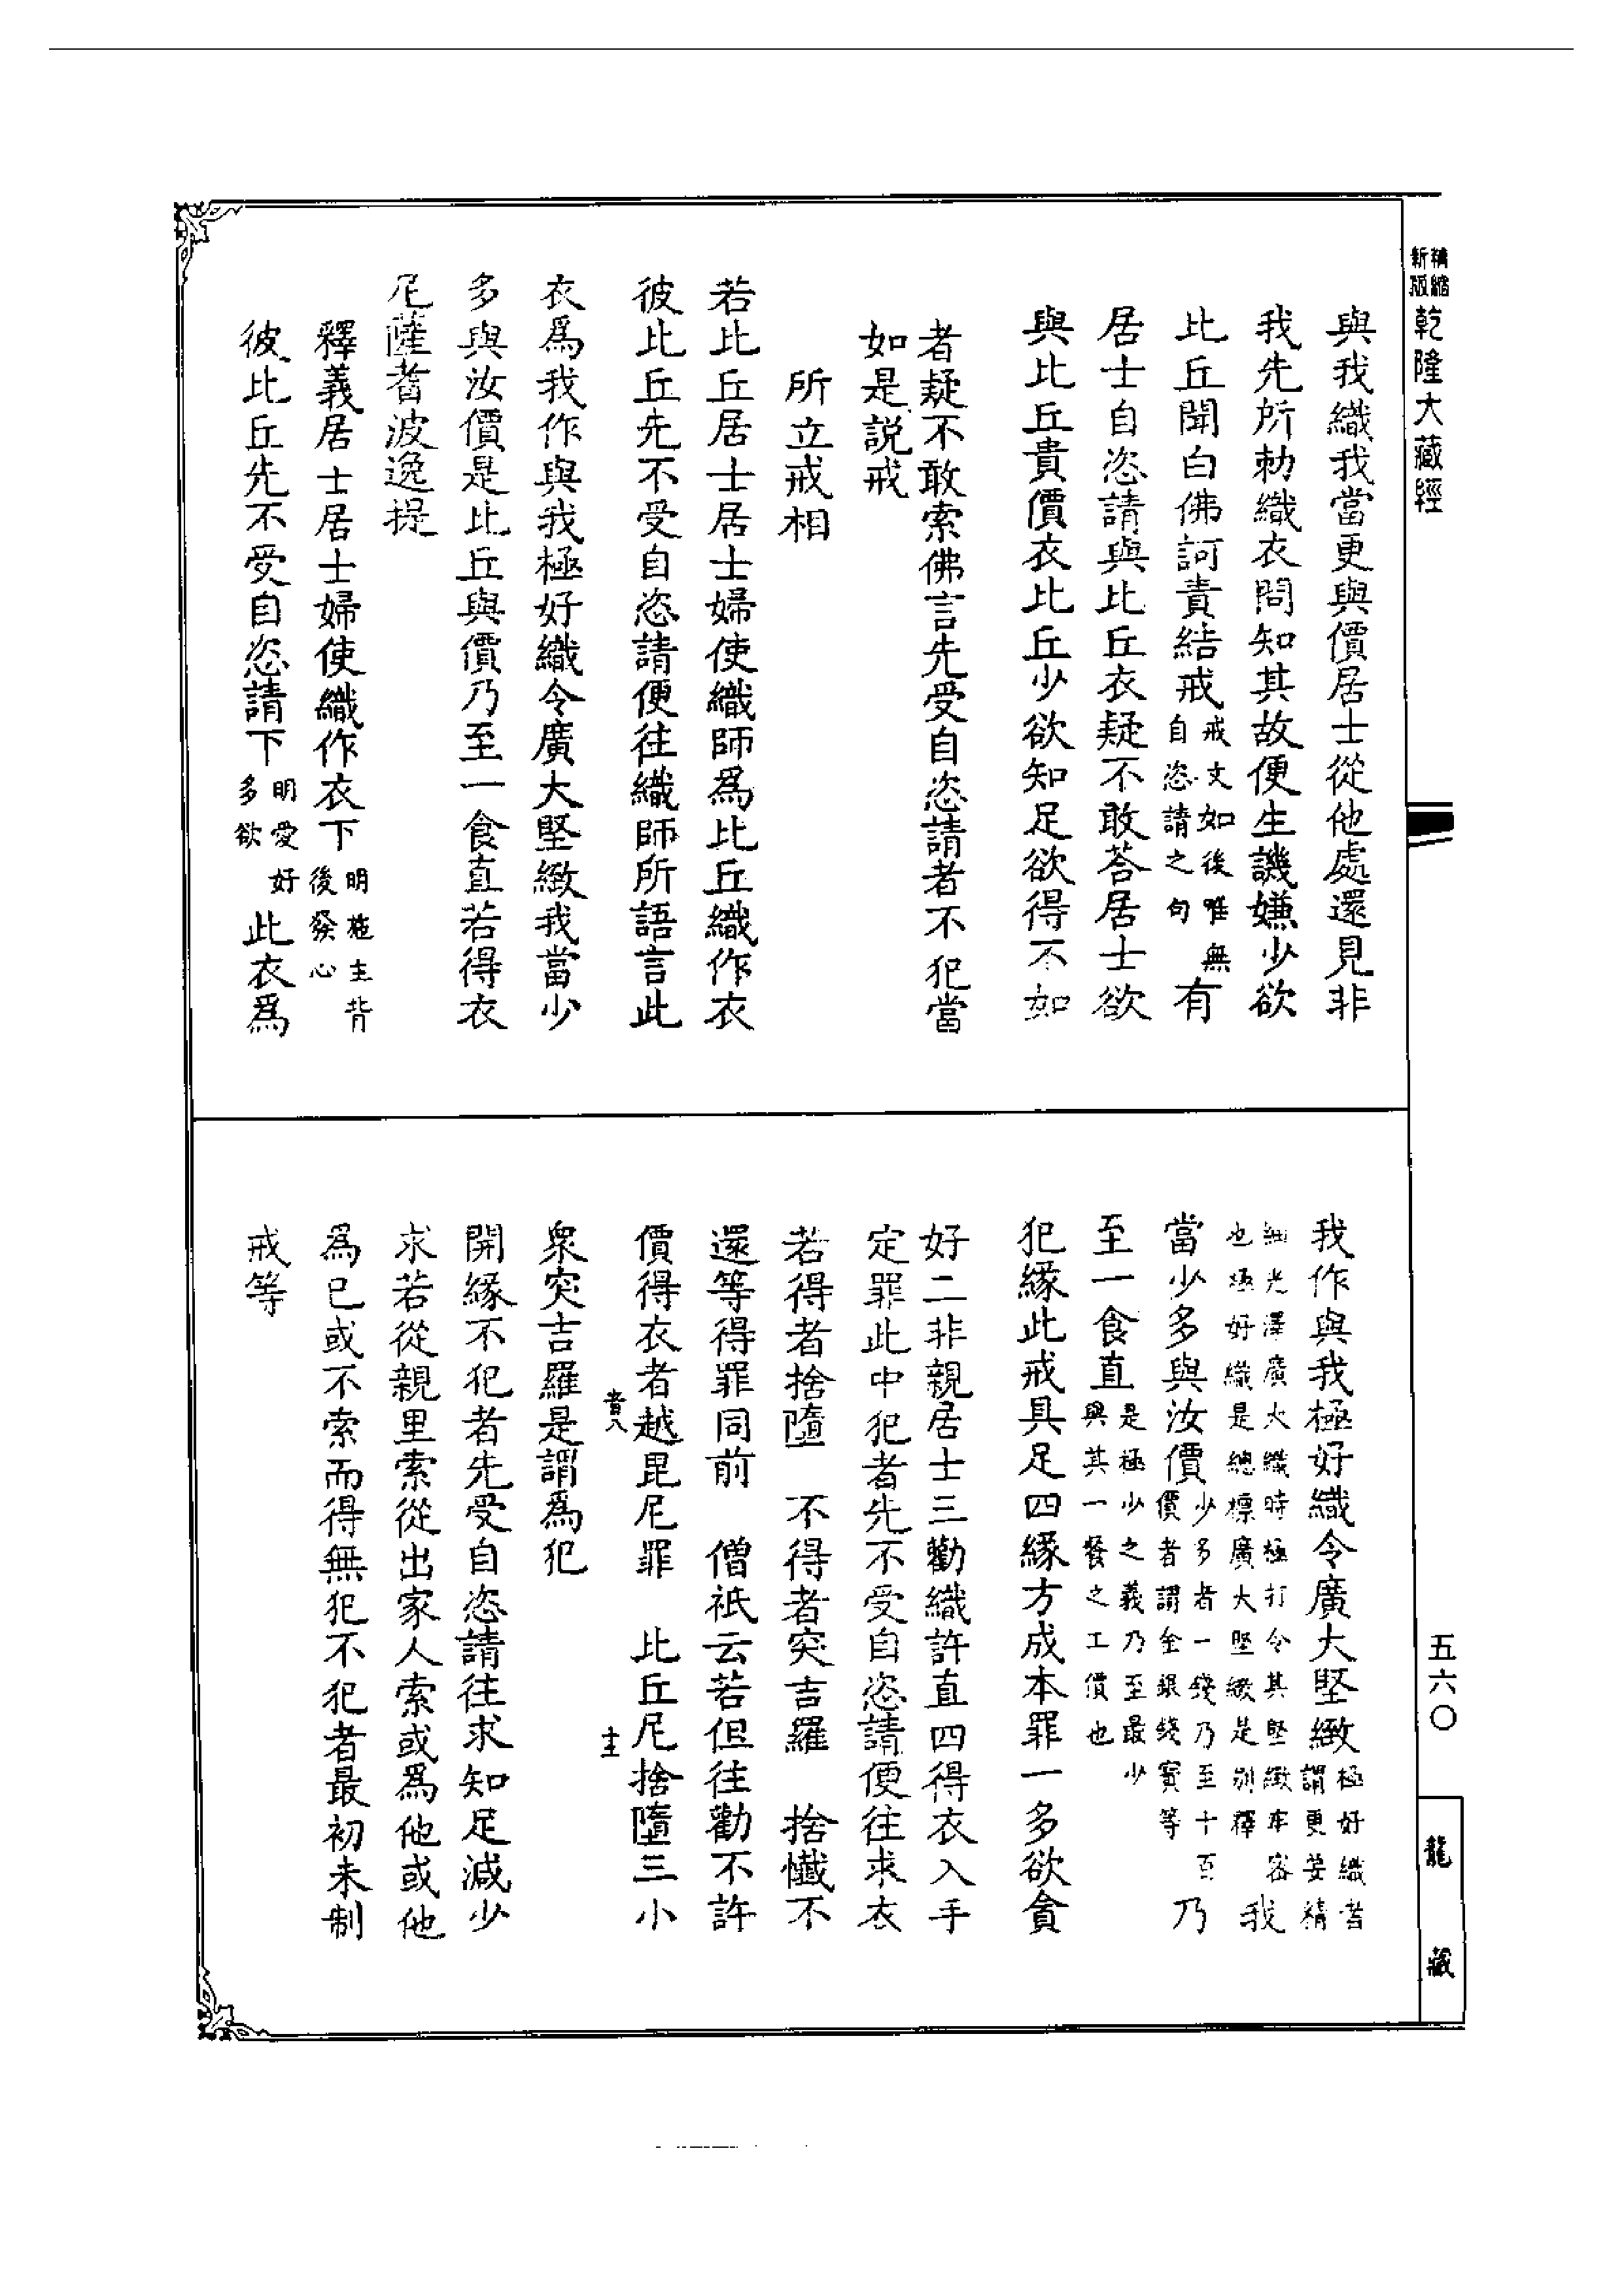 新版精縮乾隆大藏經
與我織我當更與價居士從他處還見非
我先所勅織衣問知其故便生譏嫌少欲
比丘聞白佛訶責結戒戒文如後唯無自恣請之句有
居士自恣請與比丘衣疑不敢荅居士欲
與比丘貴價衣比丘少欲知足欲得不如
者疑不敢索佛言先受自恣請者不犯當
如是說戒
所立戒相
若比丘居士居士婦使織師為比丘織作衣
彼比丘先不受自恣請便往織師所語言此
衣為我作與我極好織令廣大堅緻我當少
多與汝價是比丘與價乃至一食直若得衣
尼薩耆波逸提
釋義居士居士婦使織作衣下明施主背後發心
彼比丘先不受自恣請下明愛好多欲此衣為
我作與我極好織令廣大堅緻極好織者謂更妥精
細光澤廣大織時極打令其堅緻牢密也極好織是總標廣大堅緻是別釋我
當少多與汝價少多者一錢乃至十百價者謂金銀錢寶等乃
至一食直是極少之義乃至最少與其一餐之工價也
犯緣此戒具足四緣方成本罪一多欲貪
好二非親居士三勸織許直四得衣入手
定罪此中犯者先不受自恣請便往求衣
若得者捨墮 不得者突吉羅 捨懺不
還等得罪同前 僧祇云若但往勸不許
價得衣者越毘尼罪 比丘尼捨墮三小
眾突吉羅是謂為犯
開緣不犯者先受自恣請往求知足減少
求若從親里索從出家人索或為他或他
為已或不索而得無犯不犯者最初未制
戒等
五六〇
龍藏